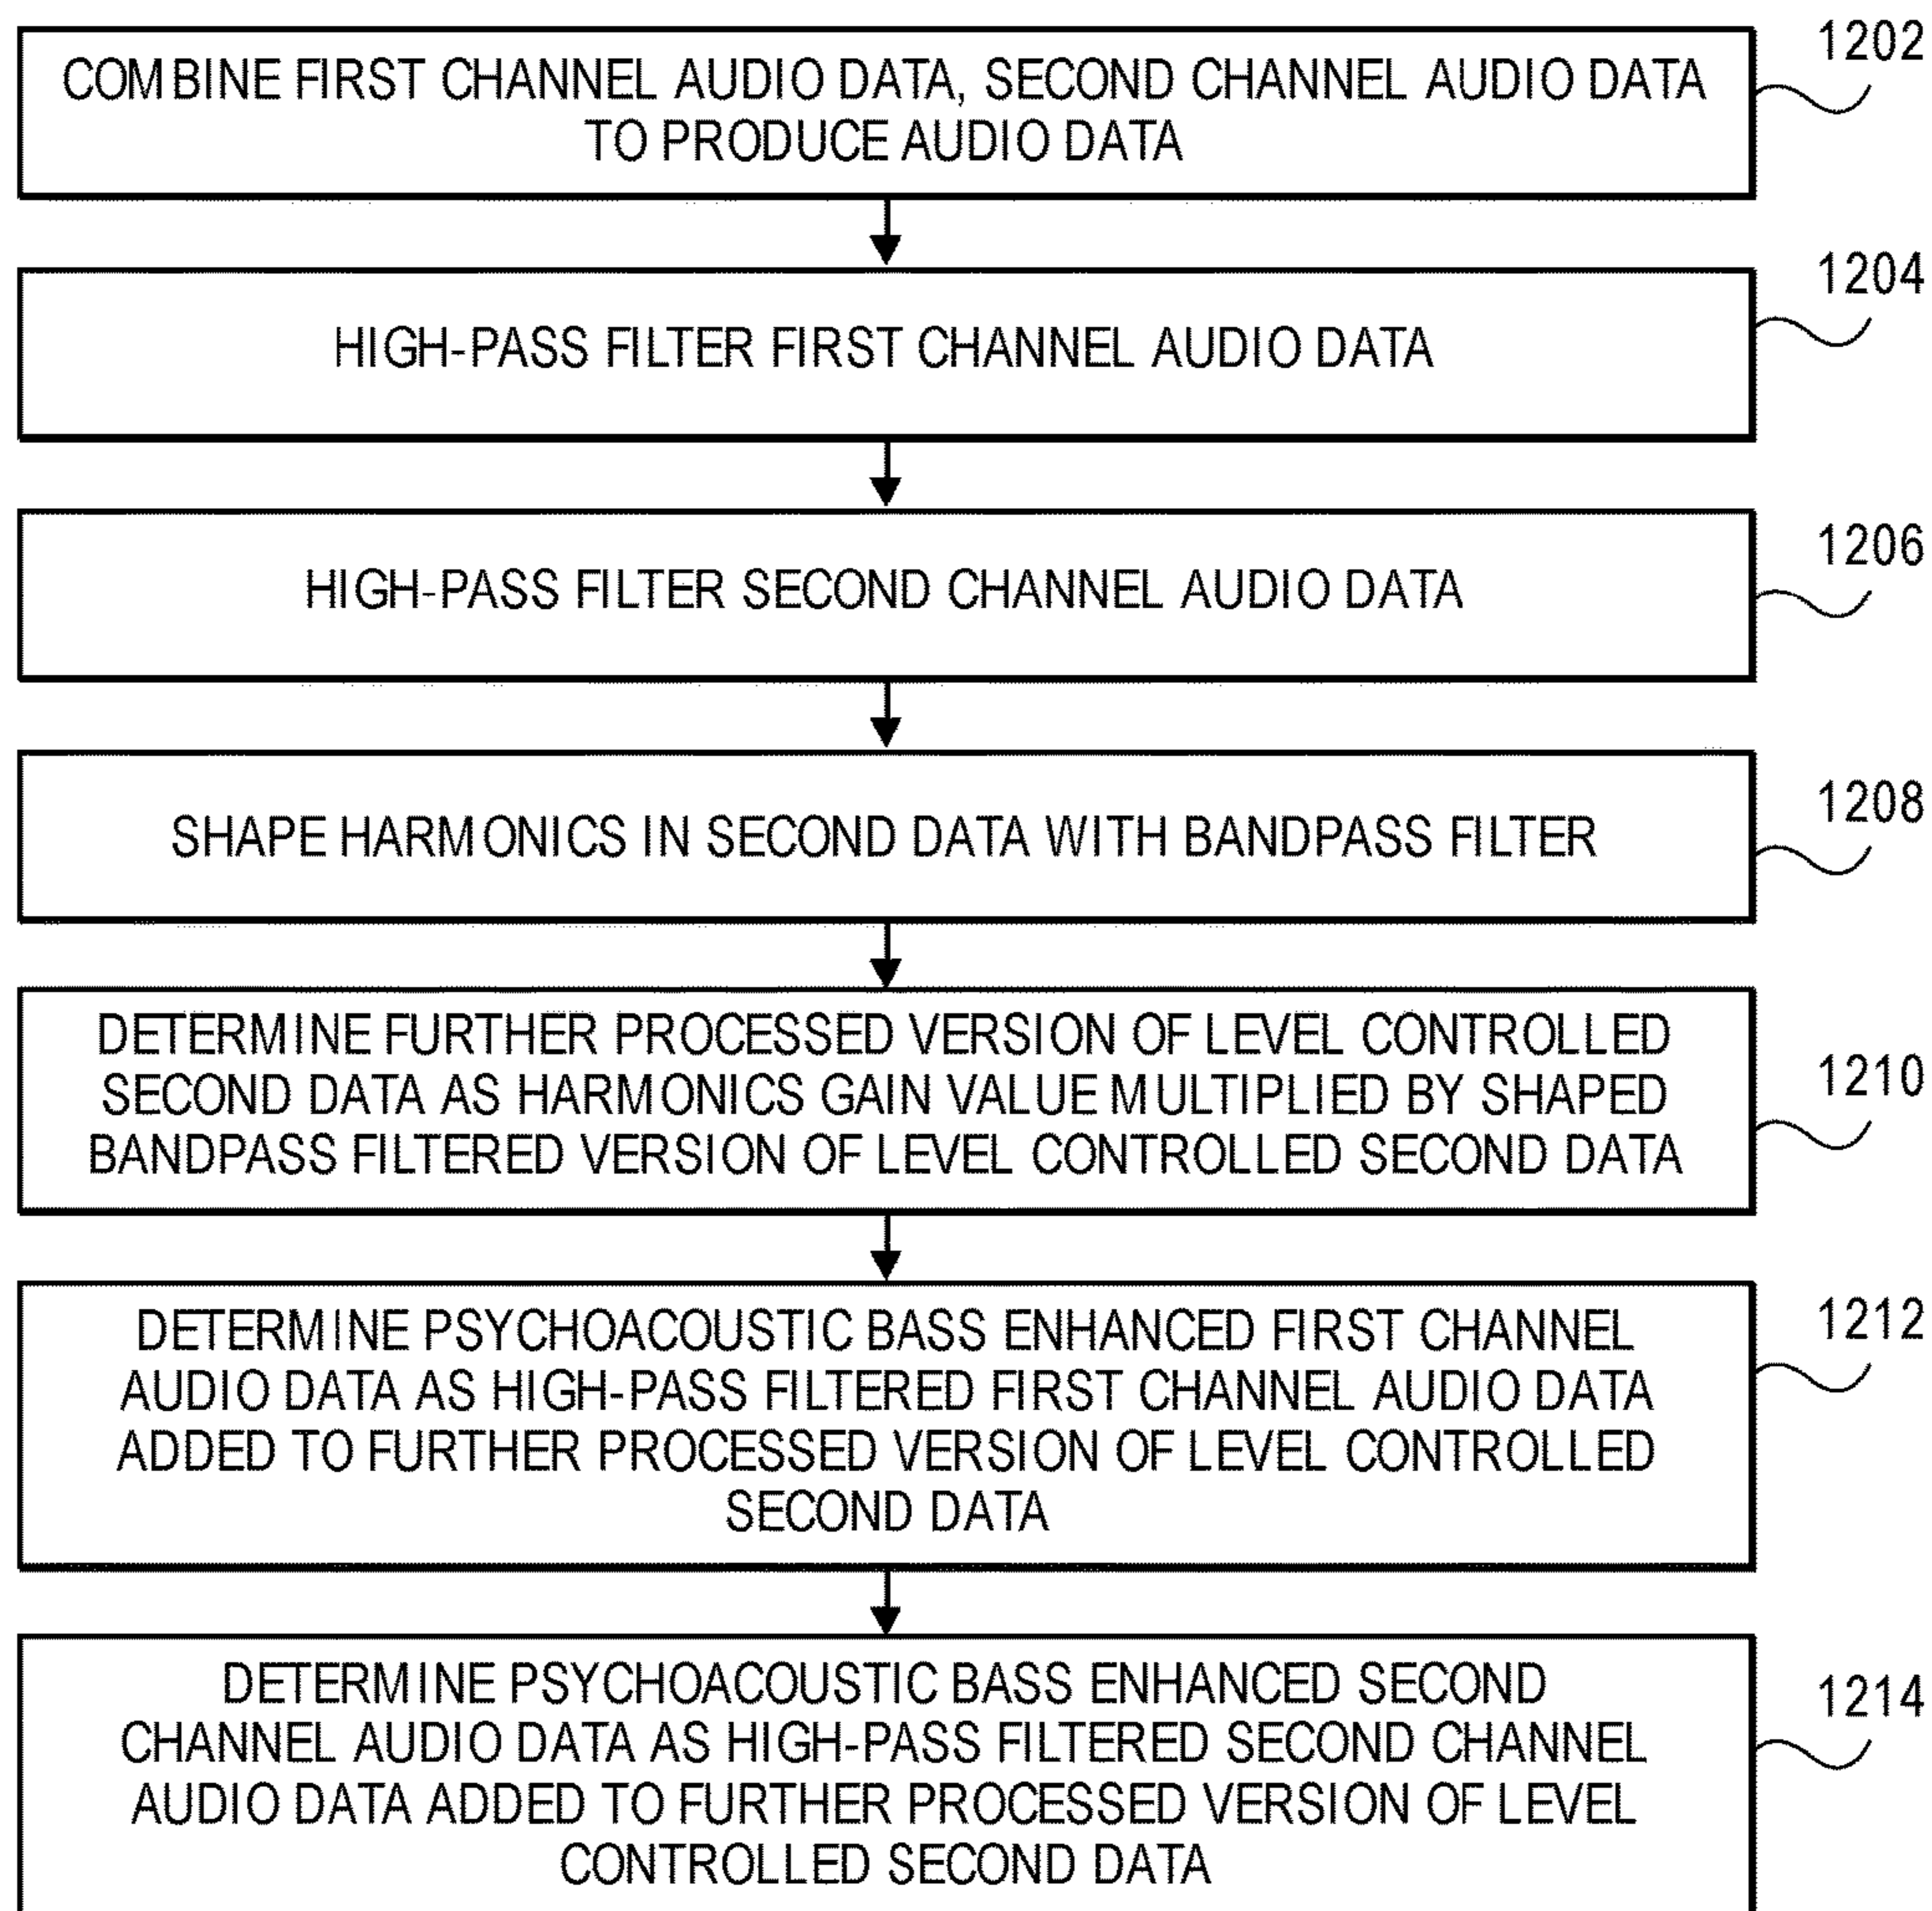 1202
COMBINE FIRST CHANNEL AUDIO DATA, SECOND CHANNEL AUDIO DATA
TO PRODUCE AUDIO DATA
1204
HIGH-PASS FILTER FIRST CHANNEL AUDIO DATA
1206
HIGH-PASS FILTER SECOND CHANNEL AUDIO DATA
1208
SHAPE HARMONICS IN SECOND DATA WITH BANDPASS FILTER
1210
DETERMINE FURTHER PROCESSED VERSION OF LEVEL CONTROLLED
SECOND DATA AS HARMONICS GAIN VALUE MULTIPLIED BY SHAPED
BANDPASS FILTERED VERSION OF LEVEL CONTROLLED SECOND DATA
1212
DETERMINE PSYCHOACOUSTIC BASS ENHANCED FIRST CHANNEL
AUDIO DATA AS HIGH-PASS FILTERED FIRST CHANNEL AUDIO DATA
ADDED TO FURTHER PROCESSED VERSION OF LEVEL CONTROLLED
SECOND DATA
1214
DETERMINE PSYCHOACOUSTIC BASS ENHANCED SECOND
CHANNEL AUDIO DATA AS HIGH-PASS FILTERED SECOND CHANNEL
AUDIO DATA ADDED TO FURTHER PROCESSED VERSION OF LEVEL
CONTROLLED SECOND DATA